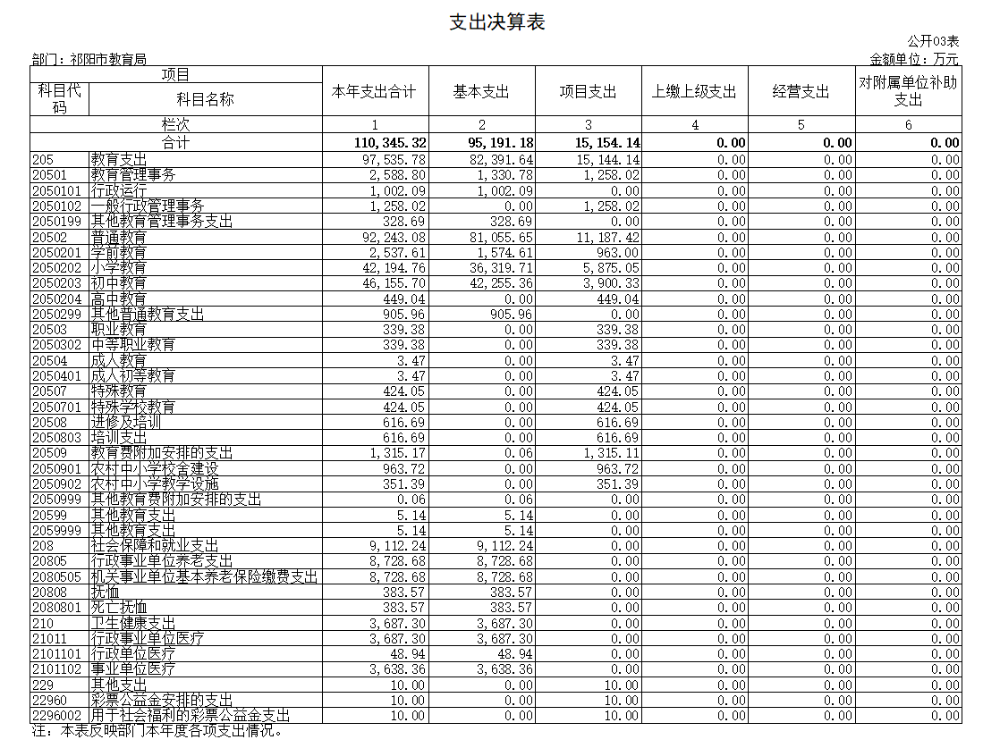 支出决算表
公开03表
部门：祁阳市教育局 金额单位：万元
项目 本年支出合计 基本支出 项目支出 上缴上级支出 经营支出 对附属单位补助支出
科目代码 科目名称
栏次 1 2 3 4 5 6
合计 110,345.32 95,191.18 15,154.14 0.00 0.00 0.00
205 教育支出 97,535.78 82,391.64 15,144.14 0.00 0.00 0.00
20501 教育管理事务 2,588.80 1,330.78 1,258.02 0.00 0.00 0.00
2050101 行政运行 1,002.09 1,002.09 0.00 0.00 0.00 0.00
2050102 一般行政管理事务 1,258.02 0.00 1,258.02 0.00 0.00 0.00
2050199 其他教育管理事务支出 328.69 328.69 0.00 0.00 0.00 0.00
20502 普通教育 92,243.08 81,055.65 11,187.42 0.00 0.00 0.00
2050201 学前教育 2,537.61 1,574.61 963.00 0.00 0.00 0.00
2050202 小学教育 42,194.76 36,319.71 5,875.05 0.00 0.00 0.00
2050203 初中教育 46,155.70 42,255.36 3,900.33 0.00 0.00 0.00
2050204 高中教育 449.04 0.00 449.04 0.00 0.00 0.00
2050299 其他普通教育支出 905.96 905.96 0.00 0.00 0.00 0.00
20503 职业教育 339.38 0.00 339.38 0.00 0.00 0.00
2050302 中等职业教育 339.38 0.00 339.38 0.00 0.00 0.00
20504 成人教育 3.47 0.00 3.47 0.00 0.00 0.00
2050401 成人初等教育 3.47 0.00 3.47 0.00 0.00 0.00
20507 特殊教育 424.05 0.00 424.05 0.00 0.00 0.00
2050701 特殊学校教育 424.05 0.00 424.05 0.00 0.00 0.00
20508 进修及培训 616.69 0.00 616.69 0.00 0.00 0.00
2050803 培训支出 616.69 0.00 616.69 0.00 0.00 0.00
20509 教育费附加安排的支出 1,315.17 0.06 1,315.11 0.00 0.00 0.00
2050901 农村中小学校舍建设 963.72 0.00 963.72 0.00 0.00 0.00
2050902 农村中小学教学设施 351.39 0.00 351.39 0.00 0.00 0.00
2050999 其他教育费附加安排的支出 0.06 0.06 0.00 0.00 0.00 0.00
20599 其他教育支出 5.14 5.14 0.00 0.00 0.00 0.00
2059999 其他教育支出 5.14 5.14 0.00 0.00 0.00 0.00
208 社会保障和就业支出 9,112.24 9,112.24 0.00 0.00 0.00 0.00
20805 行政事业单位养老支出 8,728.68 8,728.68 0.00 0.00 0.00 0.00
2080505 机关事业单位基本养老保险缴费支出 8,728.68 8,728.68 0.00 0.00 0.00 0.00
20808 抚恤 383.57 383.57 0.00 0.00 0.00 0.00
2080801 死亡抚恤 383.57 383.57 0.00 0.00 0.00 0.00
210 卫生健康支出 3,687.30 3,687.30 0.00 0.00 0.00 0.00
21011 行政事业单位医疗 3,687.30 3,687.30 0.00 0.00 0.00 0.00
2101101 行政单位医疗 48.94 48.94 0.00 0.00 0.00 0.00
2101102 事业单位医疗 3,638.36 3,638.36 0.00 0.00 0.00 0.00
229 其他支出 10.00 0.00 10.00 0.00 0.00 0.00
22960 彩票公益金安排的支出 10.00 0.00 10.00 0.00 0.00 0.00
2296002 用于社会福利的彩票公益金支出 10.00 0.00 10.00 0.00 0.00 0.00
注：本表反映部门本年度各项支出情况。